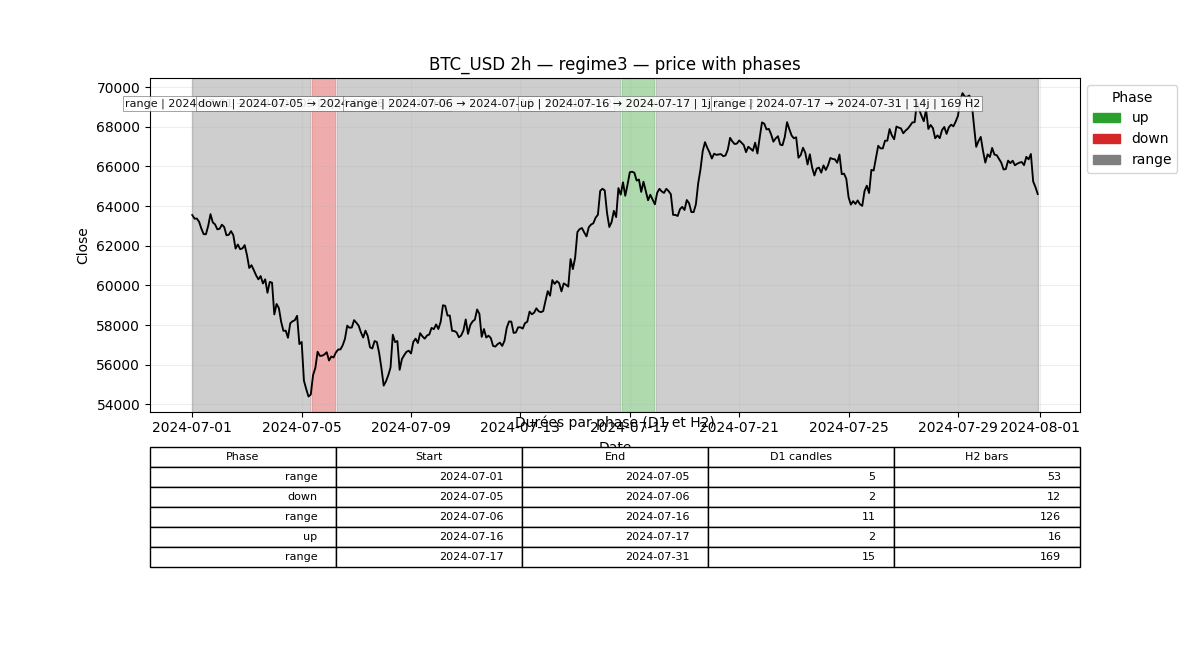 BTC_USD 2h — regime3 — price with phases
range | 2024
down | 2024-07-05 → 2024
range | 2024-07-06 → 2024-07-
up | 2024-07-16 → 2024-07-17 | 1j
range | 2024-07-17 → 2024-07-31 | 14j | 169 H2
Phase
up
down
range
Close
70000
68000
66000
64000
62000
60000
58000
56000
54000
2024-07-01 2024-07-05 2024-07-09 2024-07-13 2024-07-17 2024-07-21 2024-07-25 2024-07-29 2024-08-01
Durées par phase (D1 et H2)
Date
Phase Start End D1 candles H2 bars
range 2024-07-01 2024-07-05 5 53
down 2024-07-05 2024-07-06 2 12
range 2024-07-06 2024-07-16 11 126
up 2024-07-16 2024-07-17 2 16
range 2024-07-17 2024-07-31 15 169